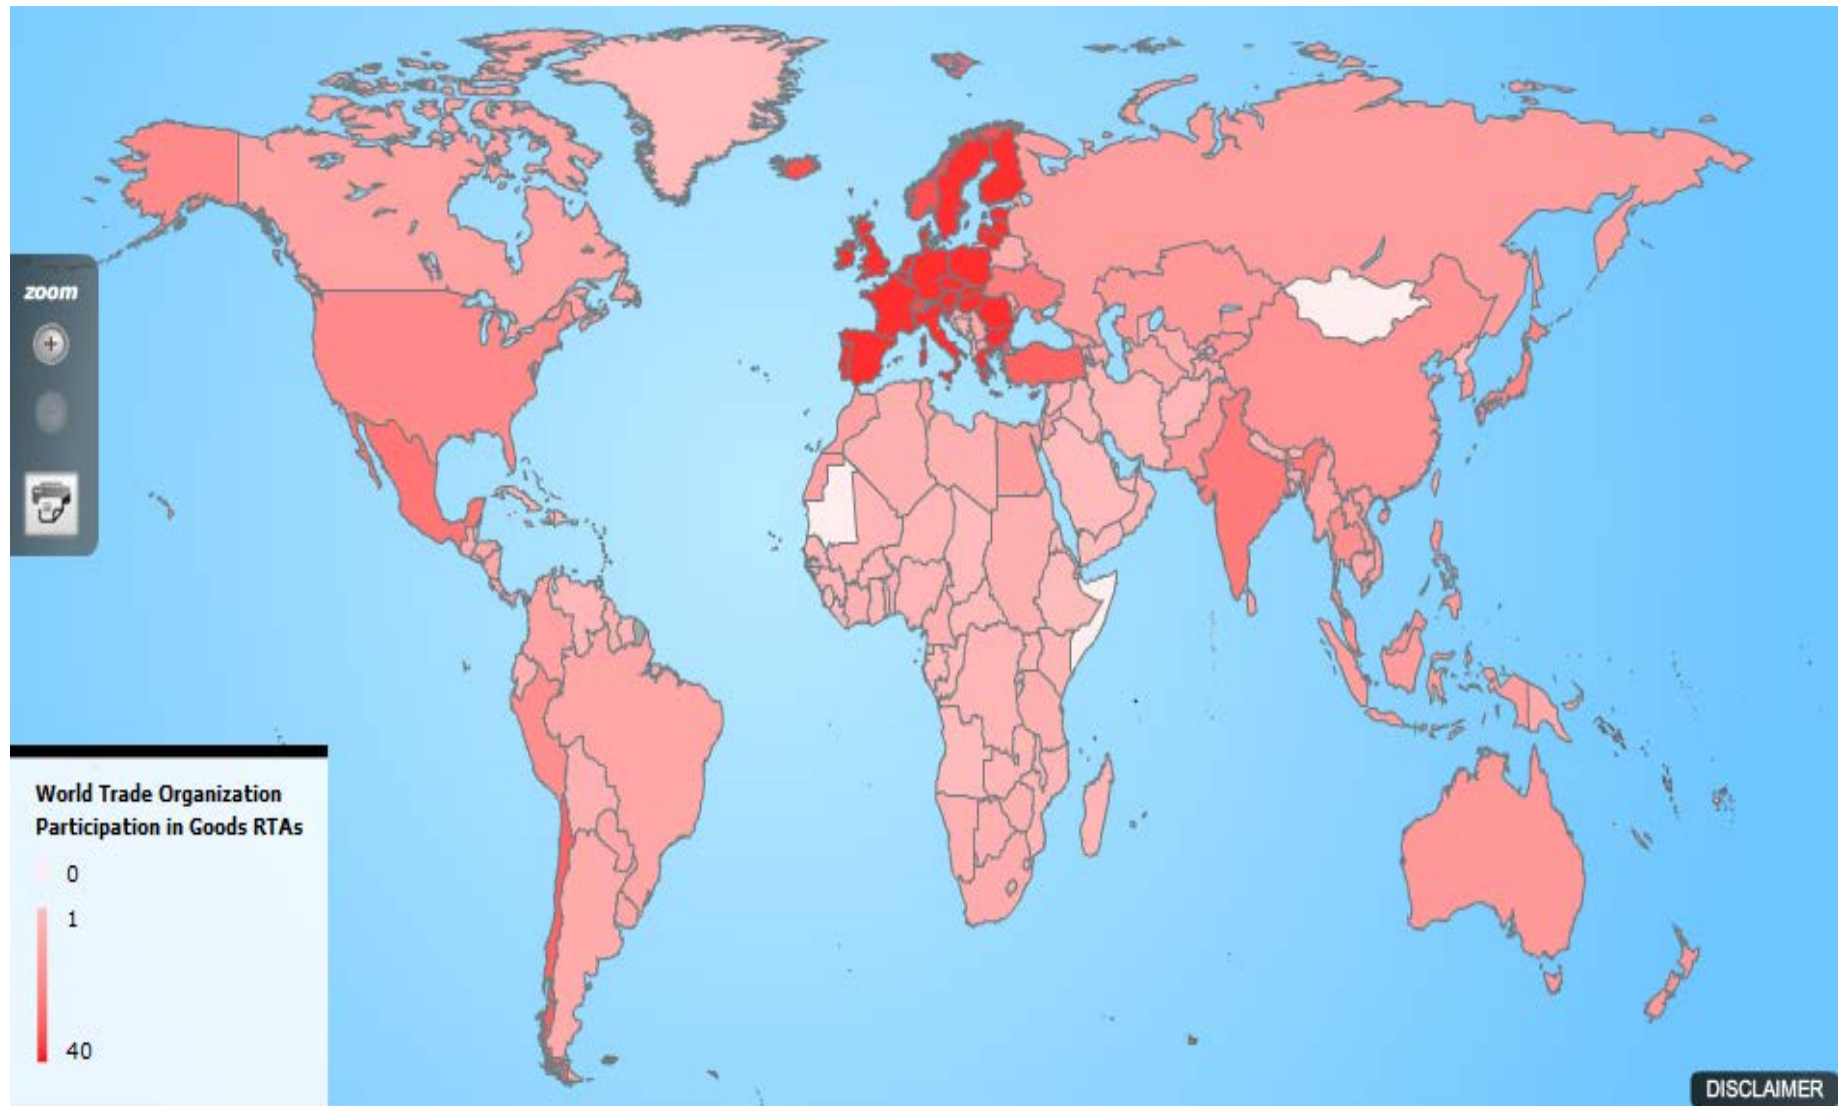 zoom
World Trade Organization
Participation in Goods RTAs
0
1
40
DISCLAIMER